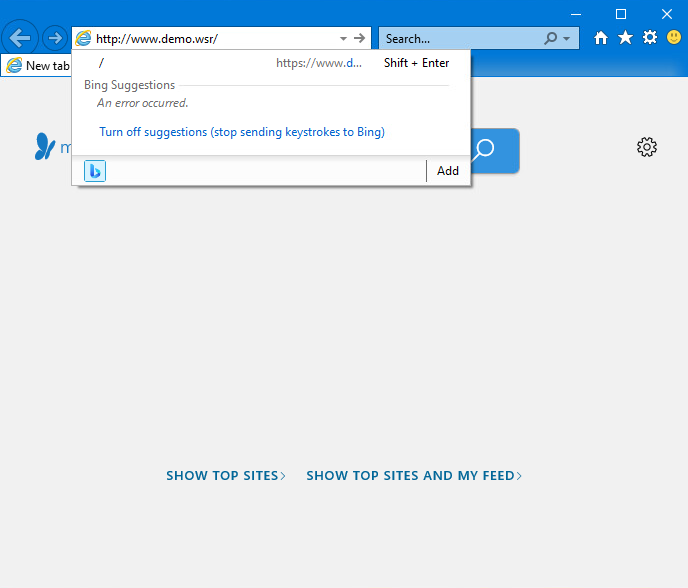 http://www.demo.wsr/
Search...
New tab
/ https://www.d... Shift + Enter
Bing Suggestions
An error occurred.
Turn off suggestions (stop sending keystrokes to Bing)
Add
SHOW TOP SITES
SHOW TOP SITES AND MY FEED